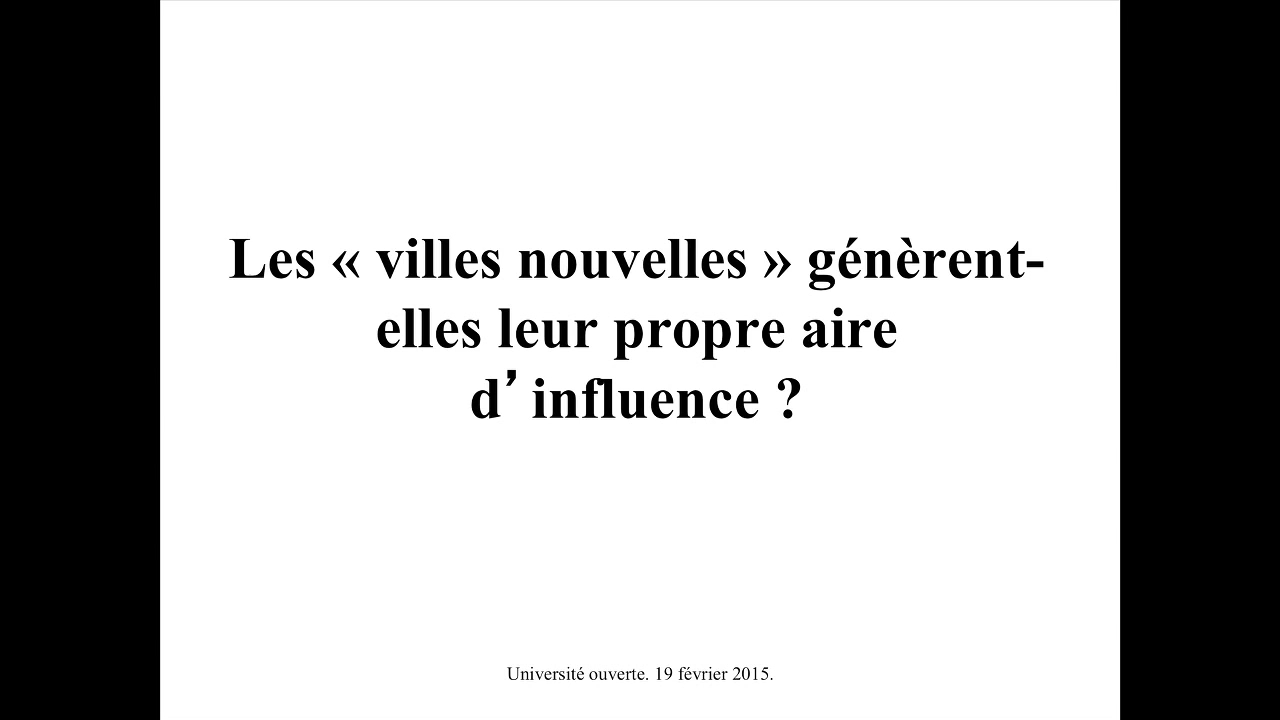 Les « villes nouvelles » génèrent-
elles leur propre aire
d’ influence ?
Université ouverte. 19 février 2015.